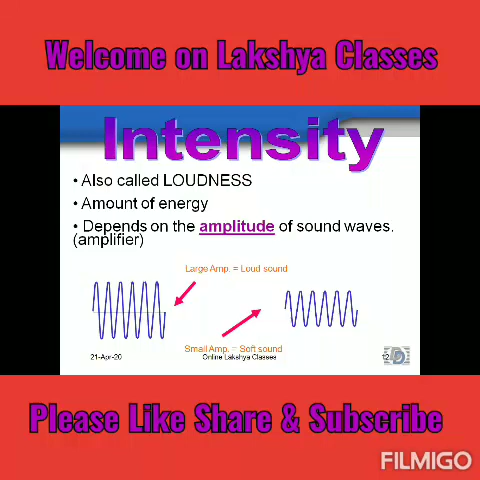 Welcome on Lakshya Classes
Intensity
• Also called LOUDNESS
• Amount of energy
• Depends on the amplitude of sound waves.
(amplifier)
Large Amp. = Loud sound
Small Amp. = Soft sound
21-Apr-20
Online Lakshya Classes
12
Please Like Share & Subscribe
FILMIGO